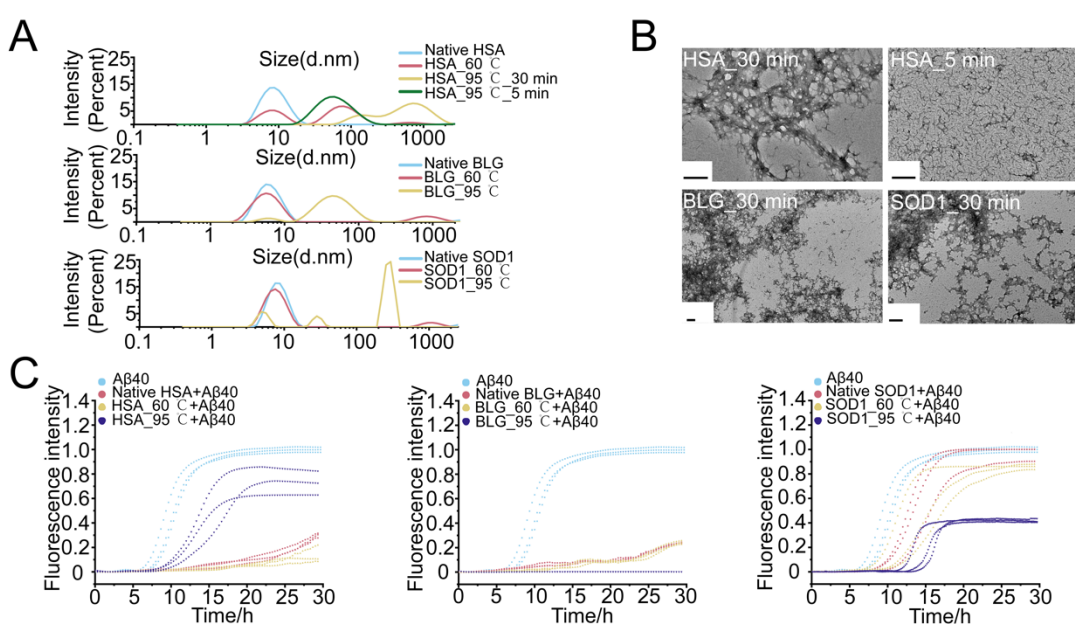 A
Size(d.nm)
Intensity
(Percent)
25
15
5
0.1 1 10 100 1000
Native HSA
HSA_60 C
HSA_95 C_30 min
HSA_95 C_5 min
Size(d.nm)
Intensity
(Percent)
25
15
5
0.1 1 10 100 1000
Native BLG
BLG_60 C
BLG_95 C
Size(d.nm)
Intensity
(Percent)
25
15
5
0.1 1 10 100 1000
Native SOD1
SOD1_60 C
SOD1_95 C
B
HSA_30 min
HSA_5 min
BLG_30 min
SOD1_30 min
C
Aβ40
Native HSA+Aβ40
HSA_60 C+Aβ40
HSA_95 C+Aβ40
Fluorescence intensity
1.4
1.2
1.0
0.8
0.6
0.4
0.2
0
0 5 10 15 20 25 30
Time/h
Aβ40
Native BLG+Aβ40
BLG_60 C+Aβ40
BLG_95 C+Aβ40
Fluorescence intensity
1.4
1.2
1.0
0.8
0.6
0.4
0.2
0
0 5 10 15 20 25 30
Time/h
Aβ40
Native SOD1+Aβ40
SOD1_60 C+Aβ40
SOD1_95 C+Aβ40
Fluorescence intensity
1.4
1.2
1.0
0.8
0.6
0.4
0.2
0
0 5 10 15 20 25 30
Time/h